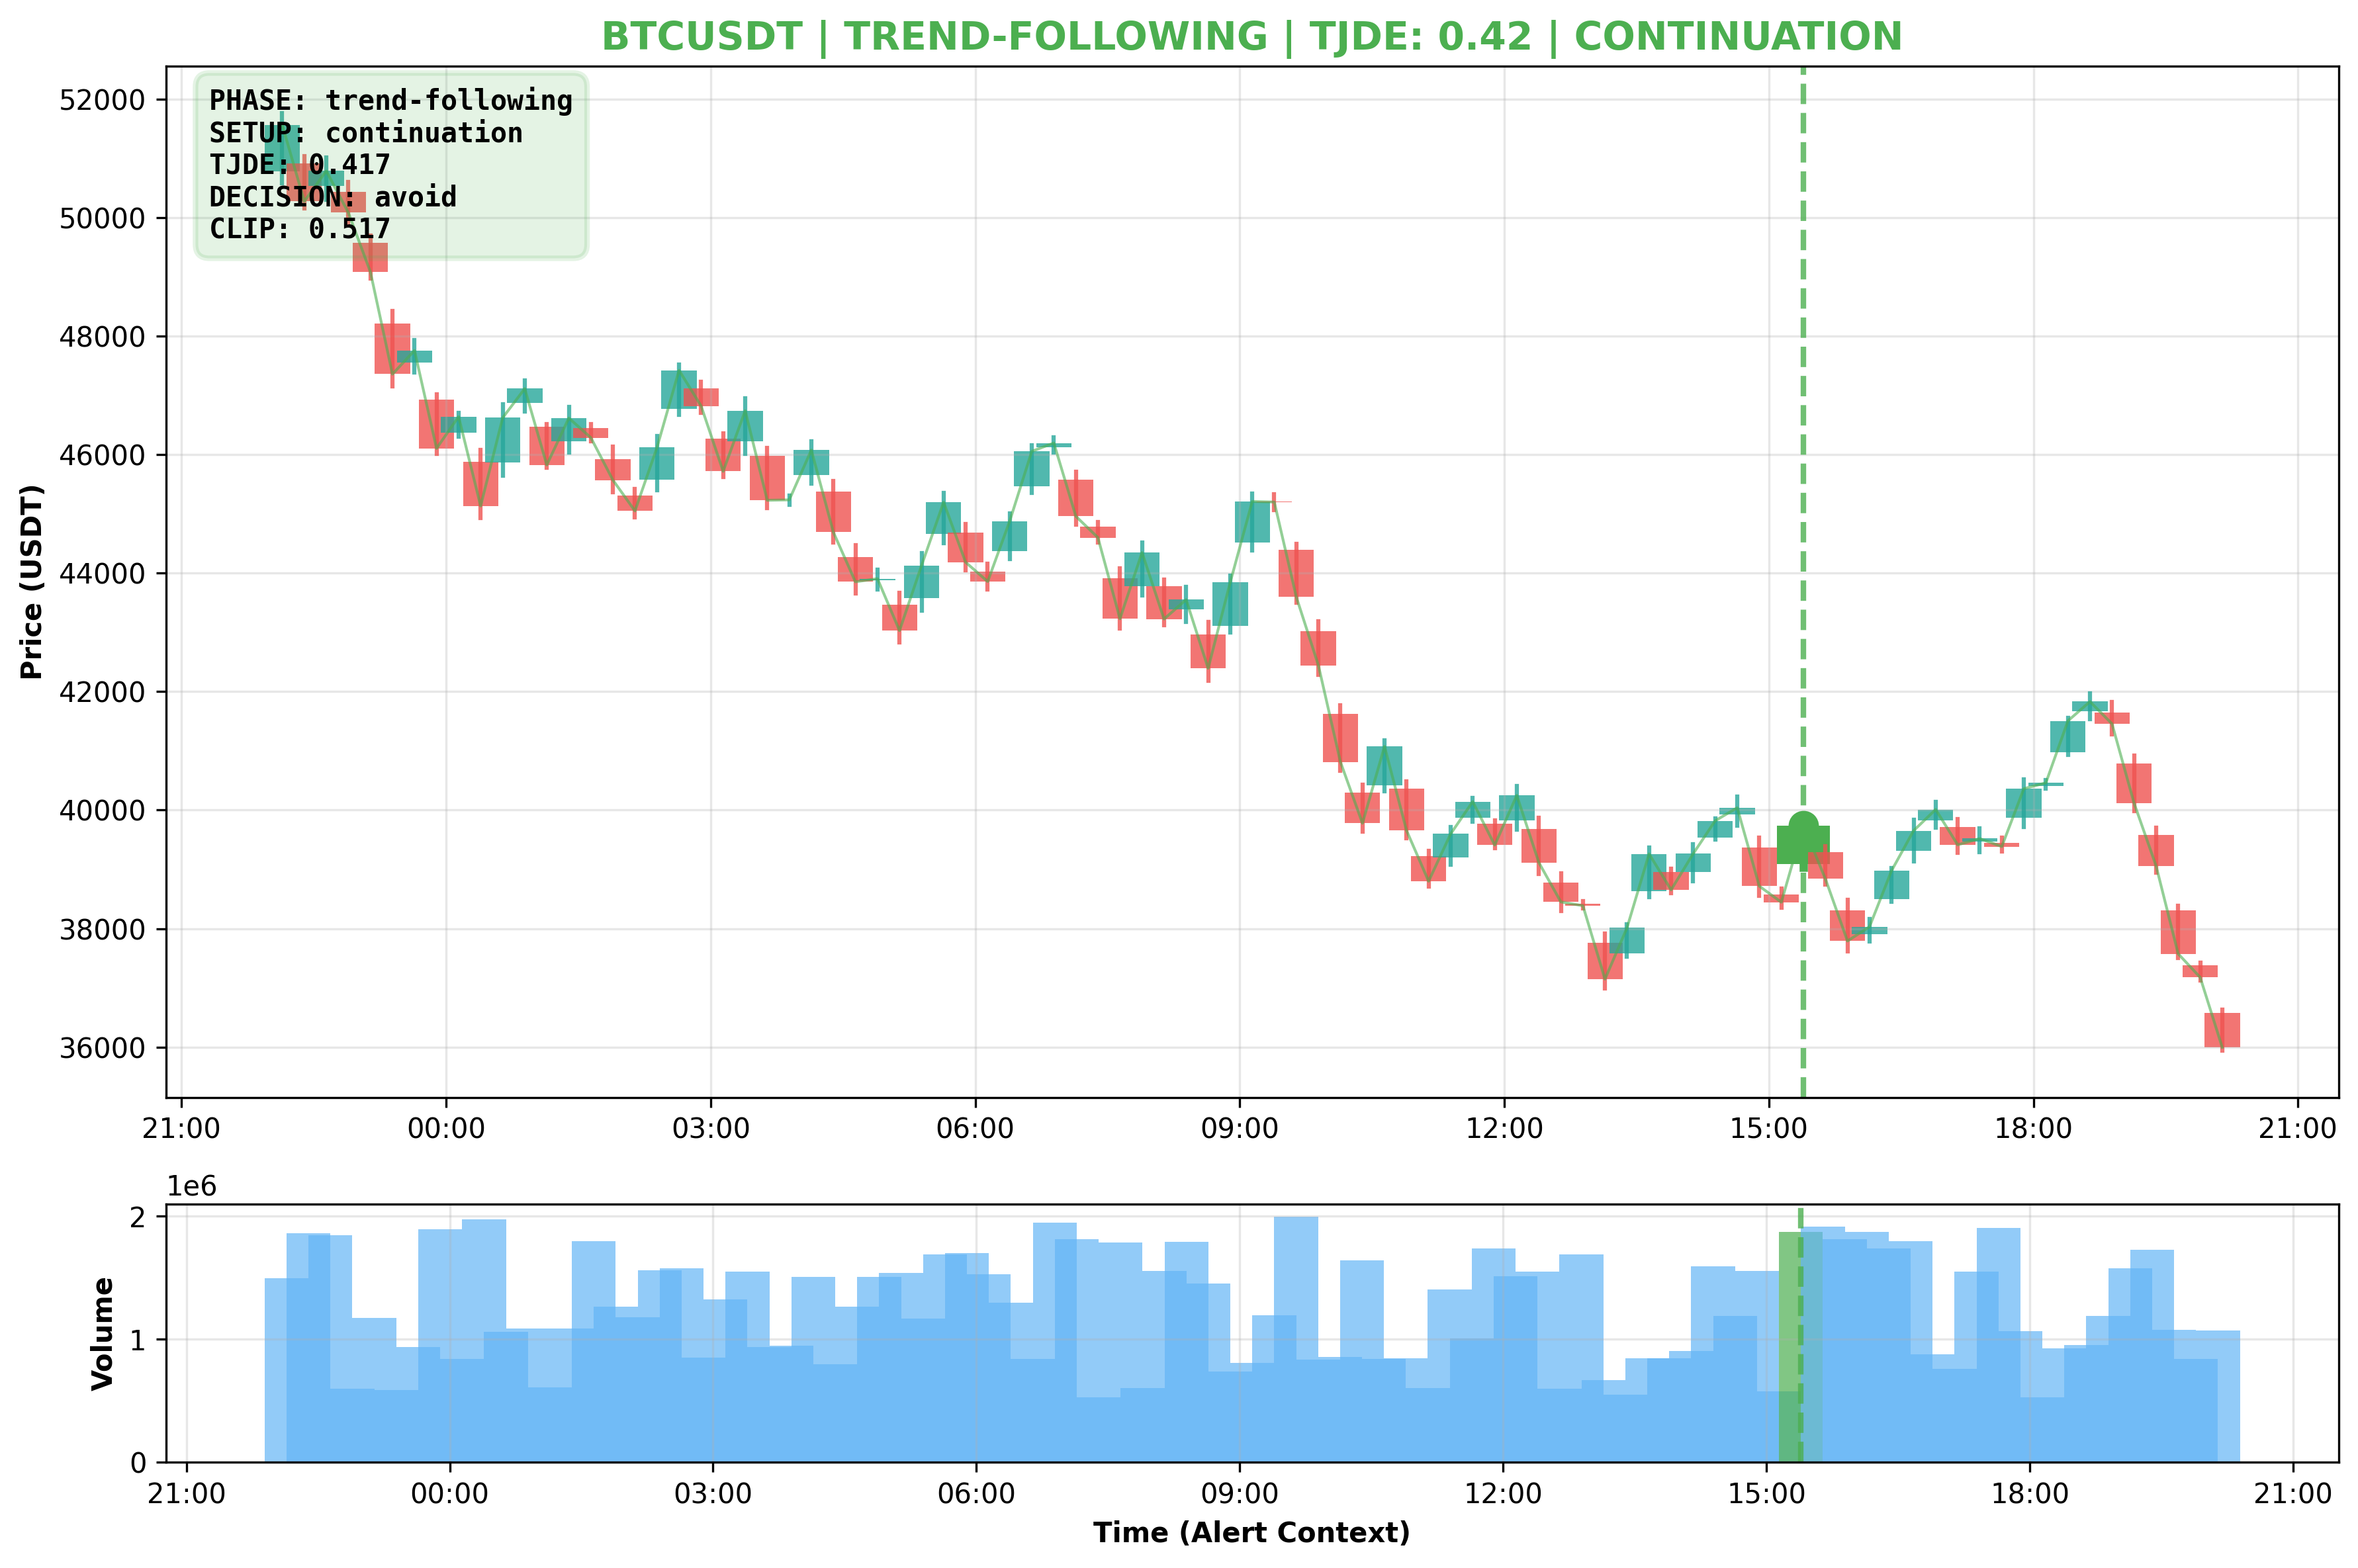 BTCUSDT | TREND-FOLLOWING | TJDE: 0.42 | CONTINUATION
PHASE: trend-following
SETUP: continuation
TJDE: 0.417
DECISION: avoid
CLIP: 0.517
Price (USDT)
52000
50000
48000
46000
44000
42000
40000
38000
36000
21:00 00:00 03:00 06:00 09:00 12:00 15:00 18:00 21:00
1e6
Volume
2
1
0
21:00 00:00 03:00 06:00 09:00 12:00 15:00 18:00 21:00
Time (Alert Context)